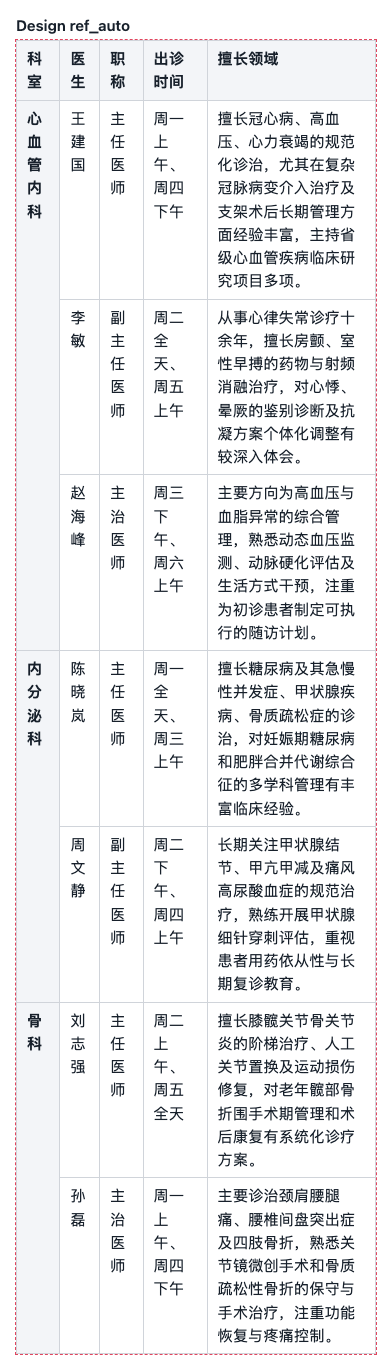 Design ref_auto
科室
医生
职称
出诊时间
擅长领域
心血管内科
王建国
主任医师
周一上午、周四下午
擅长冠心病、高血
压、心力衰竭的规范
化诊治，尤其在复杂
冠脉病变介入治疗及
支架术后长期管理方
面经验丰富，主持省
级心血管疾病临床研
究项目多项。
李敏
副主任医师
周二全天、周五上午
从事心律失常诊疗十
余年，擅长房颤、室
性早搏的药物与射频
消融治疗，对心悸、
晕厥的鉴别诊断及抗
凝方案个体化调整有
较深入体会。
赵海峰
主治医师
周三下午、周六上午
主要方向为高血压与
血脂异常的综合管
理，熟悉动态血压监
测、动脉硬化评估及
生活方式干预，注重
为初诊患者制定可执
行的随访计划。
内分泌科
陈晓岚
主任医师
周一全天、周三上午
擅长糖尿病及其急慢
性并发症、甲状腺疾
病、骨质疏松症的诊
治，对妊娠期糖尿病
和肥胖合并代谢综合
征的多学科管理有丰
富临床经验。
周文静
副主任医师
周二下午、周四上午
长期关注甲状腺结
节、甲亢甲减及痛风
高尿酸血症的规范治
疗，熟练开展甲状腺
细针穿刺评估，重视
患者用药依从性与长
期复诊教育。
骨科
刘志强
主任医师
周二上午、周五全天
擅长膝髋关节骨关节
炎的阶梯治疗、人工
关节置换及运动损伤
修复，对老年髋部骨
折围手术期管理和术
后康复有系统化诊疗
方案。
孙磊
主治医师
周一上午、周四下午
主要诊治颈肩腰腿
痛、腰椎间盘突出症
及四肢骨折，熟悉关
节镜微创手术和骨质
疏松性骨折的保守与
手术治疗，注重功能
恢复与疼痛控制。